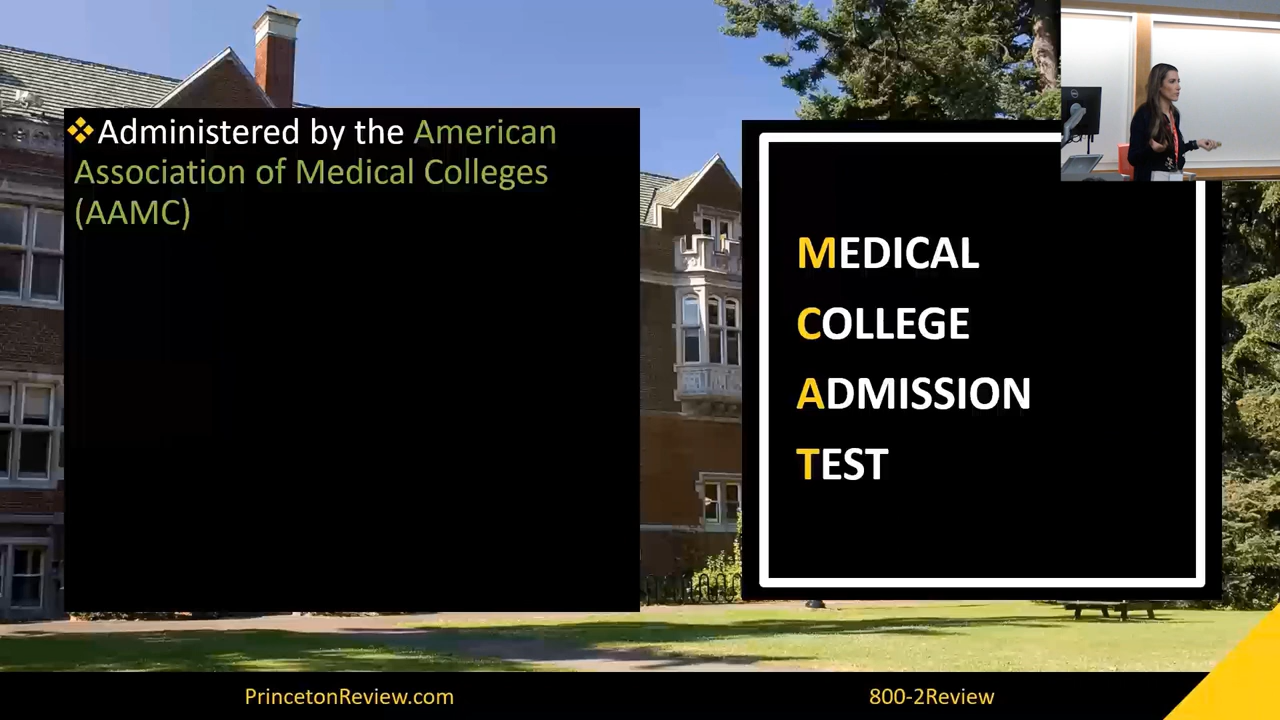 ❖Administered by the American
Association of Medical Colleges
(AAMC)
MEDICAL
COLLEGE
ADMISSION
TEST
PrincetonReview.com
800-2Review